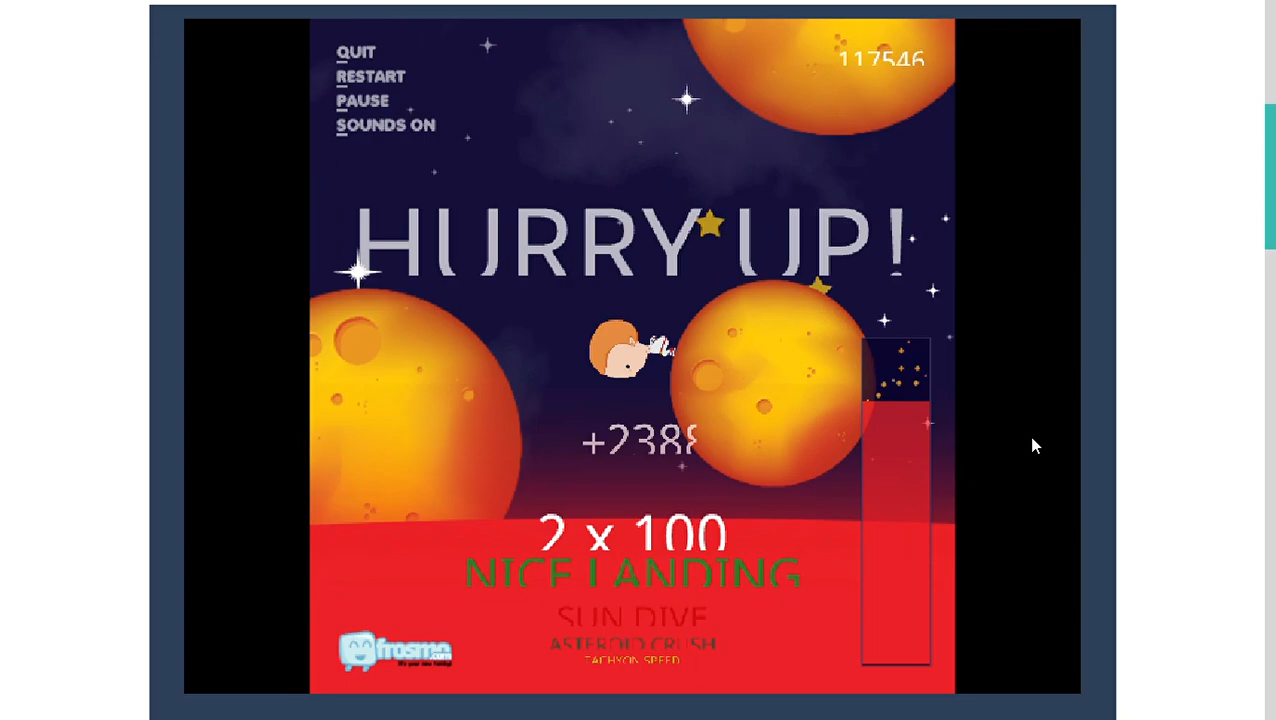 QUIT
117546
RESTART
PAUSE
SOUNDS ON
HURRY UP!
+2388
2 x 100
NICE LANDING
SUN DIVE
ASTEROID CRUSH
TACHYON SPEED
frosmo.com